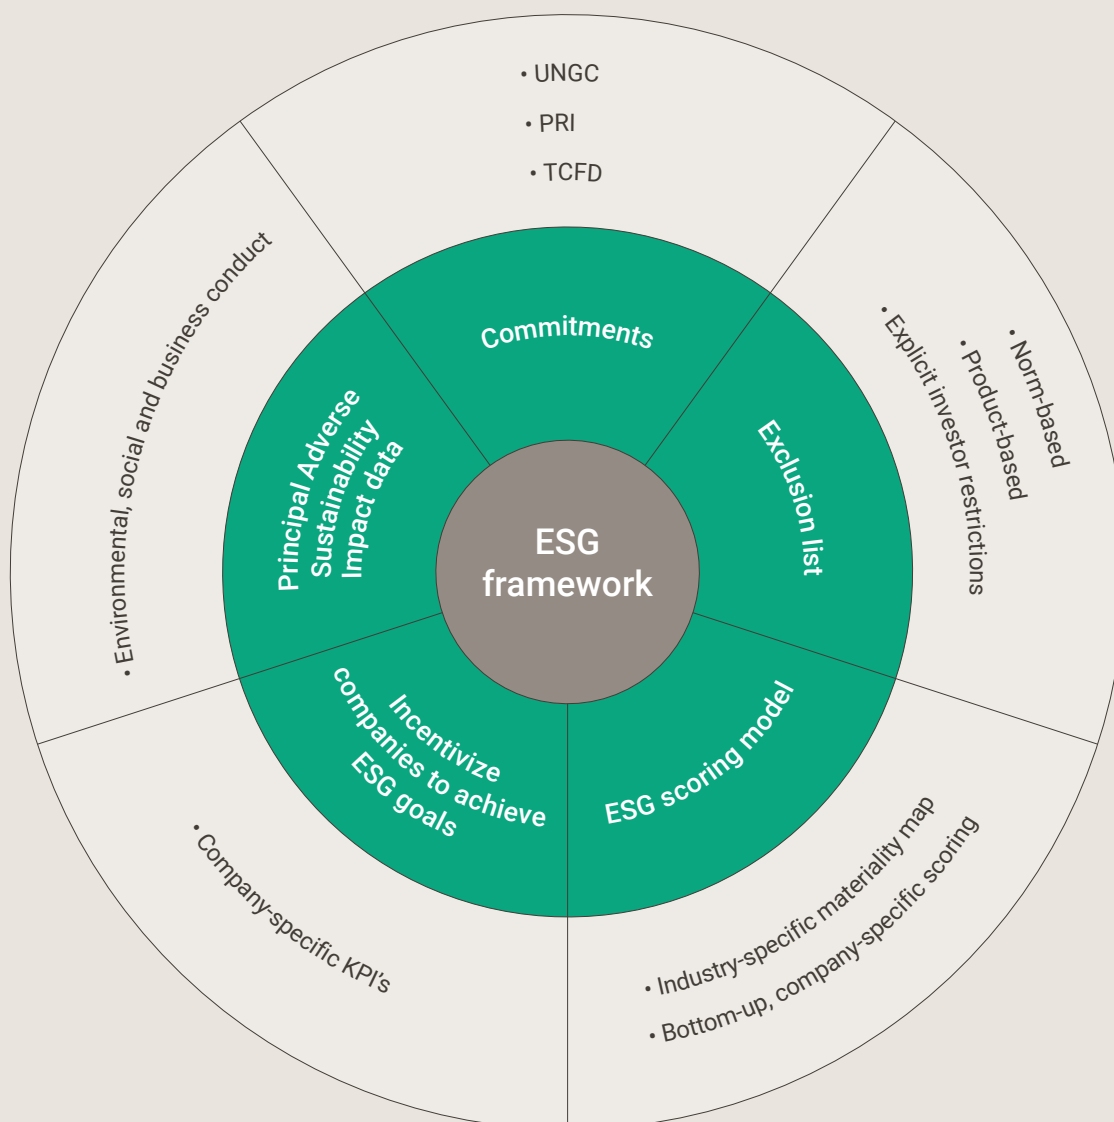 • UNGC
• PRI
• TCFD
Commitments
• Norm-based
• Product-based
• Explicit investor restrictions
Exclusion list
ESG scoring model
• Industry-specific materiality map
• Bottom-up, company-specific scoring
Incentivize
companies to achieve
ESG goals
• Company-specific KPI's
Principal Adverse
Sustainability
Impact data
• Environmental, social and business conduct
ESG
framework